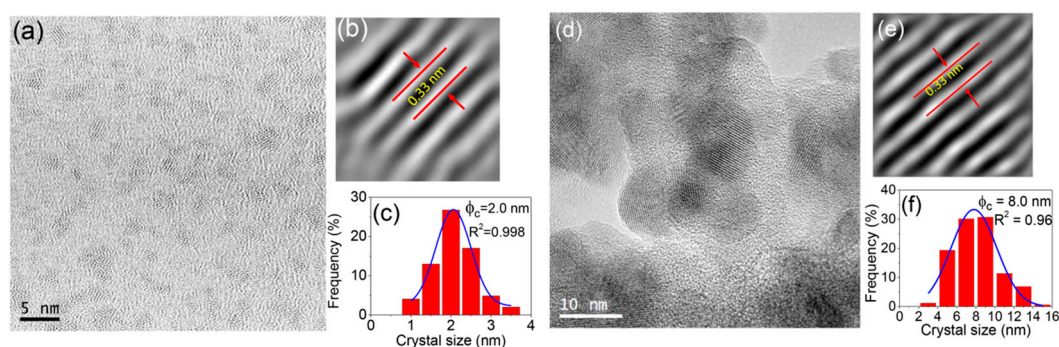 (a)
5 nm
(b)
0.33 nm
(c)
ϕc=2.0 nm
R²=0.998
Frequency (%)
30
20
10
0
0 1 2 3 4
Crystal size (nm)
(d)
10 nm
(e)
0.33 nm
(f)
ϕc = 8.0 nm
R² = 0.96
Frequency (%)
40
30
20
10
0
0 2 4 6 8 10 12 14 16
Crystal size (nm)